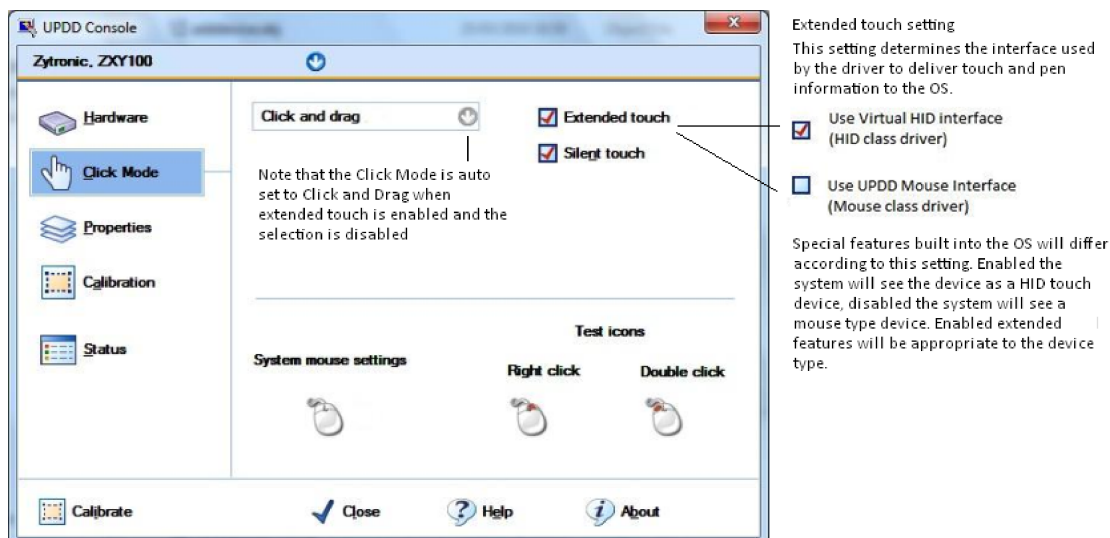 UPDD Console
Zytronic, ZXY100
Hardware
Click Mode
Properties
Calibration
Status
Click and drag
Extended touch
Silent touch
Note that the Click Mode is auto
set to Click and Drag when
extended touch is enabled and the
selection is disabled
System mouse settings
Test icons
Right click
Double click
Calibrate
Close
Help
About
Extended touch setting
This setting determines the interface used
by the driver to deliver touch and pen
information to the OS.
Use Virtual HID interface
(HID class driver)
Use UPDD Mouse Interface
(Mouse class driver)
Special features built into the OS will differ
according to this setting. Enabled the
system will see the device as a HID touch
device, disabled the system will see a
mouse type device. Enabled extended
features will be appropriate to the device
type.